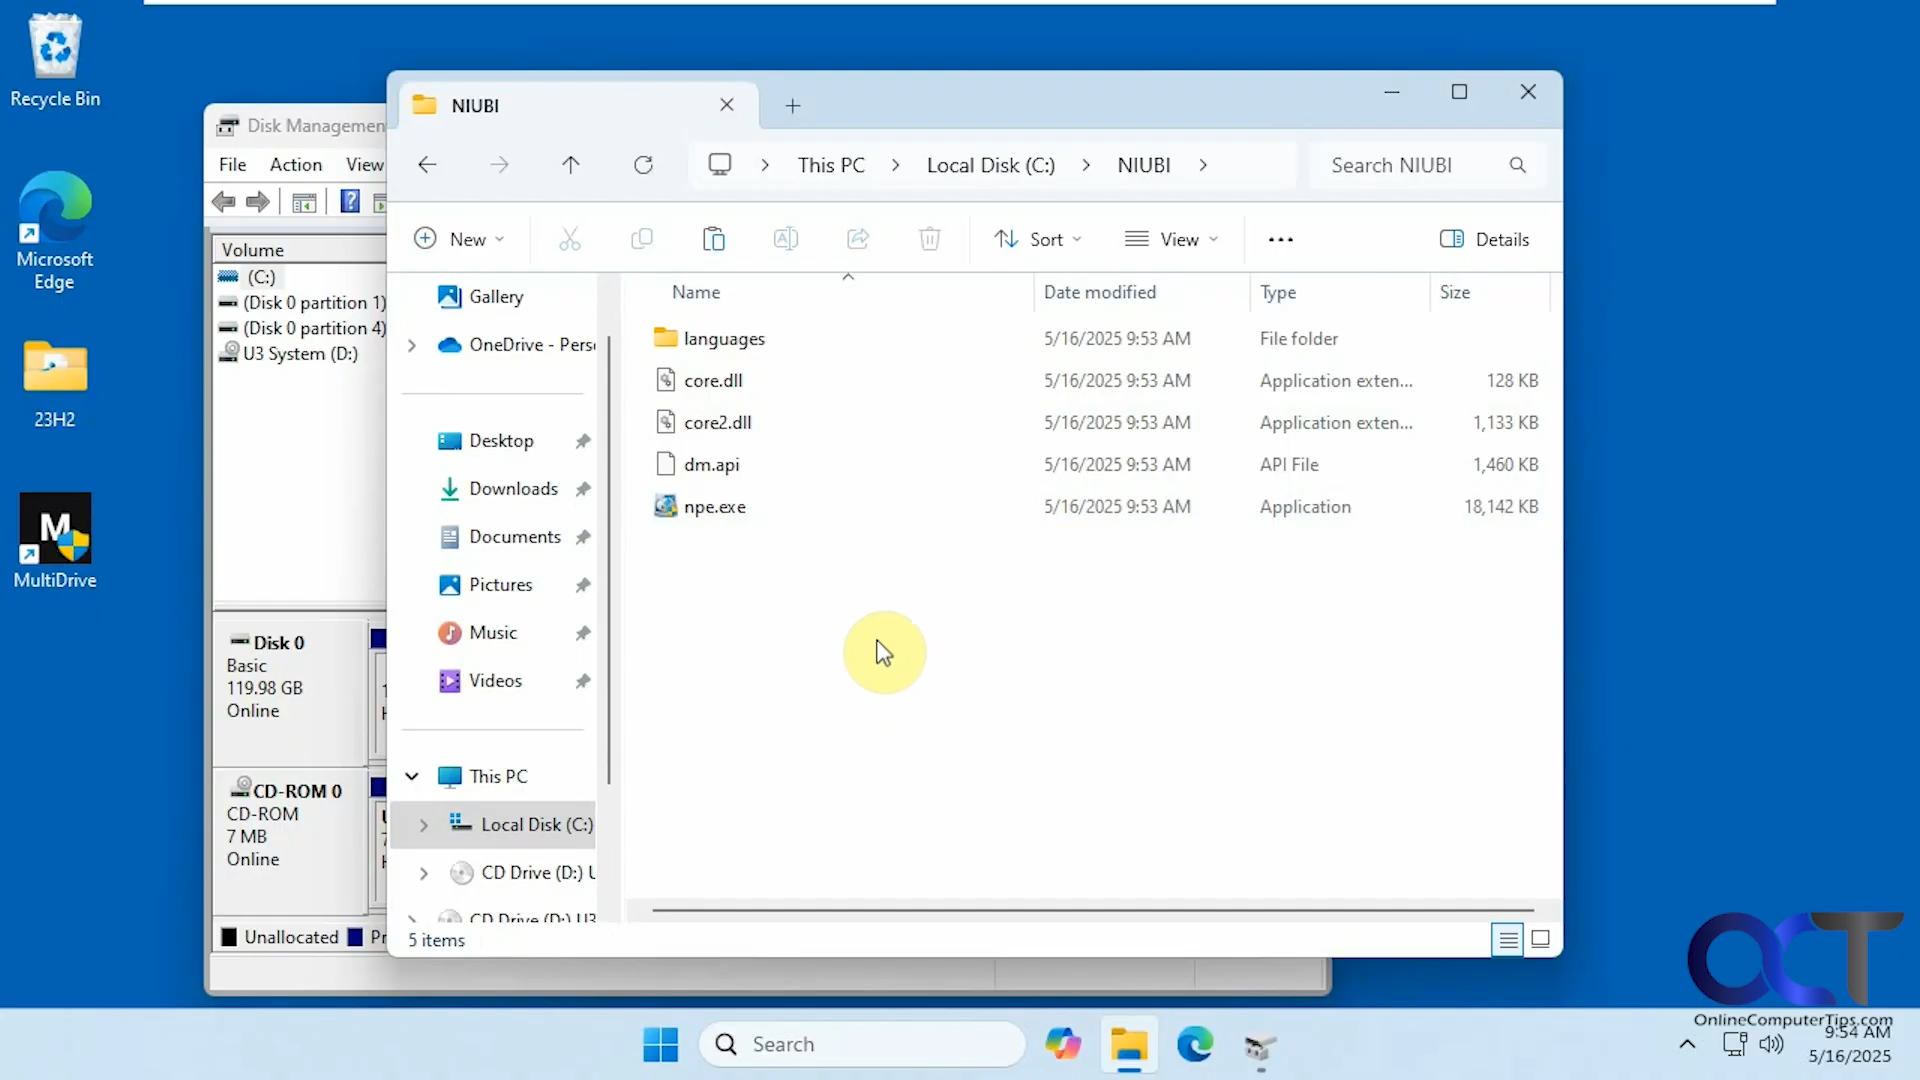 Recycle Bin
Microsoft
Edge
23H2
M
MultiDrive
Disk Managemen
File Action View
Volume
(C:)
(Disk 0 partition 1)
(Disk 0 partition 4)
U3 System (D:)
Disk 0
Basic
119.98 GB
Online
CD-ROM 0
CD-ROM
7 MB
Online
Unallocated Pr
NIUBI
This PC > Local Disk (C:) > NIUBI >
Search NIUBI
New
Sort
View
Details
Gallery
OneDrive - Perso
Desktop
Downloads
Documents
Pictures
Music
Videos
This PC
Local Disk (C:)
CD Drive (D:) U
CD Drive (D:) U3
Name Date modified Type Size
languages 5/16/2025 9:53 AM File folder
core.dll 5/16/2025 9:53 AM Application exten... 128 KB
core2.dll 5/16/2025 9:53 AM Application exten... 1,133 KB
dm.api 5/16/2025 9:53 AM API File 1,460 KB
npe.exe 5/16/2025 9:53 AM Application 18,142 KB
5 items
OCT
OnlineComputerTips.com
Search
9:54 AM
5/16/2025